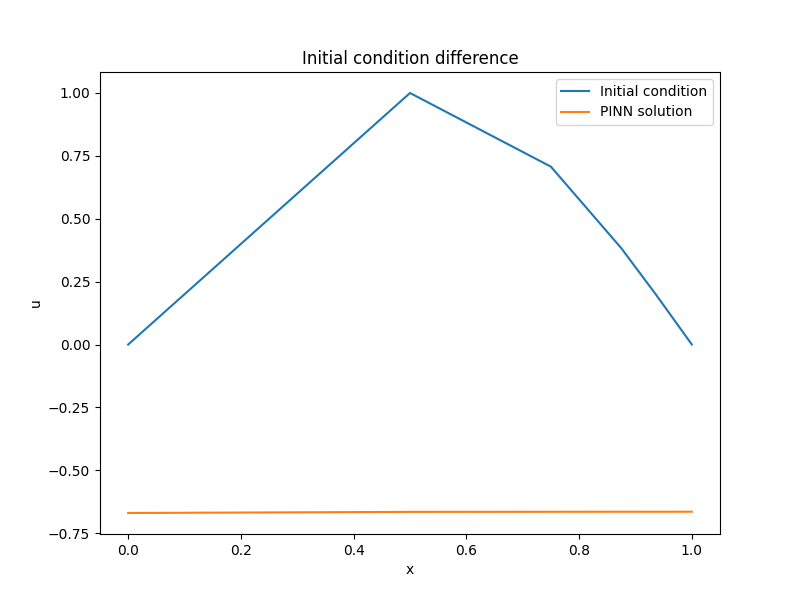 Initial condition difference
Initial condition
PINN solution
1.00
0.75
0.50
0.25
0.00
−0.25
−0.50
−0.75
u
0.0 0.2 0.4 0.6 0.8 1.0
x